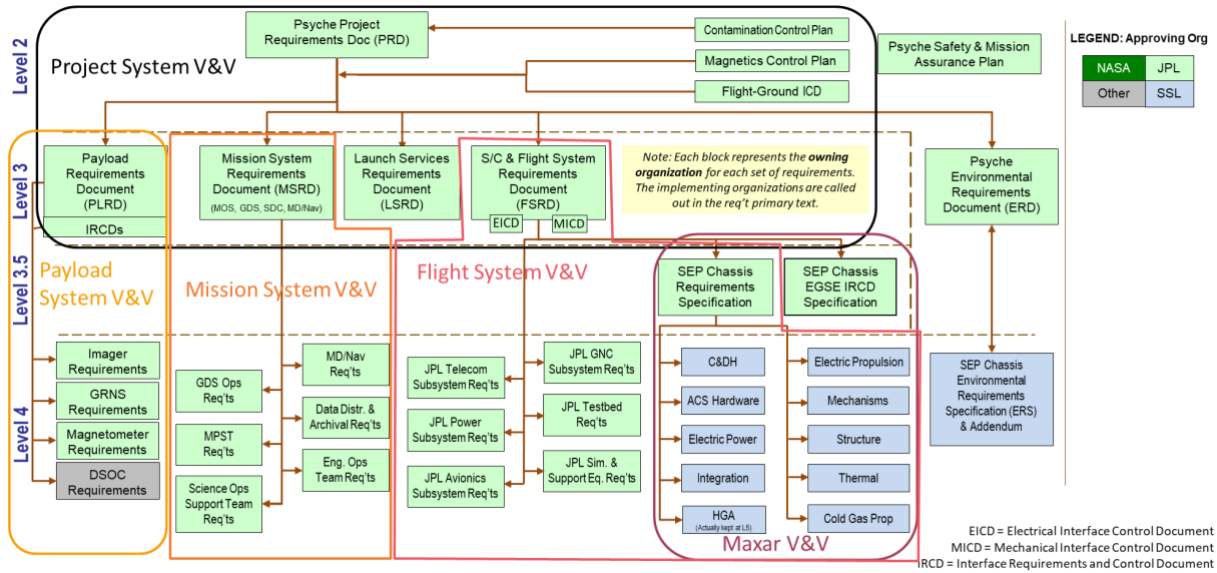 Level 2
Psyche Project
Requirements Doc (PRD)
Project System V&V
Contamination Control Plan
Magnetics Control Plan
Flight-Ground ICD
Psyche Safety & Mission
Assurance Plan
LEGEND: Approving Org
NASA
JPL
Other
SSL
Level 3
Payload
Requirements
Document
(PLRD)
IRCDs
Mission System
Requirements
Document (MSRD)
(MOS, GDS, SDC, MD/Nav)
Launch Services
Requirements
Document
(LSRD)
S/C & Flight System
Requirements
Document
(FSRD)
EICD
MICD
Note: Each block represents the owning
organization for each set of requirements.
The implementing organizations are called
out in the req't primary text.
Psyche
Environmental
Requirements
Document (ERD)
Level 3.5
Payload
System V&V
Mission System V&V
Flight System V&V
SEP Chassis
Requirements
Specification
SEP Chassis
EGSE IRCD
Specification
Level 4
Imager
Requirements
GRNS
Requirements
Magnetometer
Requirements
DSOC
Requirements
GDS Ops
Req'ts
MPST
Req'ts
Science Ops
Support Team
Req'ts
MD/Nav
Req'ts
Data Distr. &
Archival Req'ts
Eng. Ops
Team Req'ts
JPL Telecom
Subsystem Req'ts
JPL Power
Subsystem Req'ts
JPL Avionics
Subsystem Req'ts
JPL GNC
Subsystem Req'ts
JPL Testbed
Req'ts
JPL Sim. &
Support Eq. Req'ts
C&DH
ACS Hardware
Electric Power
Integration
HGA
(Actually kept at L5)
Electric Propulsion
Mechanisms
Structure
Thermal
Cold Gas Prop
Maxar V&V
SEP Chassis
Environmental
Requirements
Specification (ERS)
& Addendum
EICD = Electrical Interface Control Document
MICD = Mechanical Interface Control Document
IRCD = Interface Requirements and Control Document